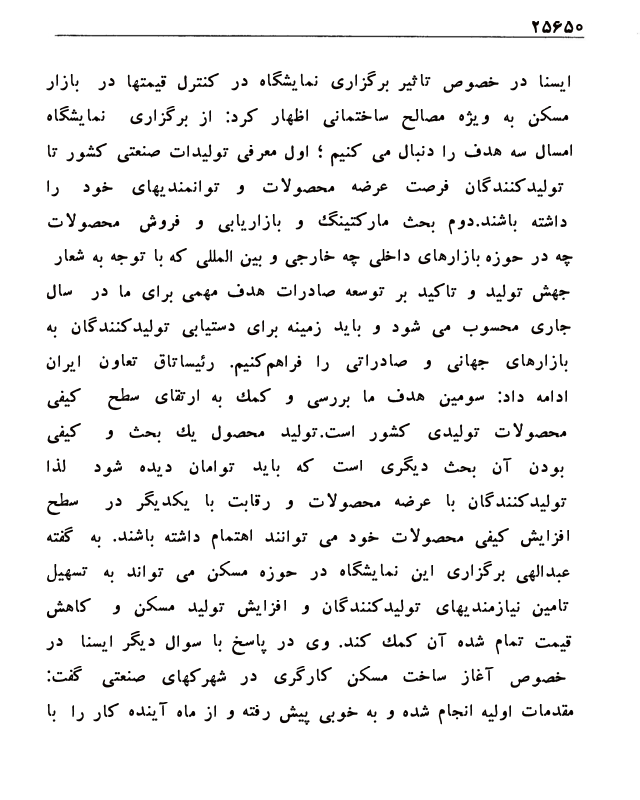 ۲۵۶۵۰
ایسنا در خصوص تاثیر برگزاری نمایشگاه در کنترل قیمتها در بازار
مسکن به ویژه مصالح ساختمانی اظهار کرد: از برگزاری نمایشگاه
امسال سه هدف را دنبال می کنیم ؛ اول معرفی تولیدات صنعتی کشور تا
تولیدکنندگان فرصت عرضه محصولات و توانمندیهای خود را
داشته باشند.دوم بحث مارکتینگ و بازاریابی و فروش محصولات
چه در حوزه بازارهای داخلی چه خارجی و بین المللی که با توجه به شعار
جهش تولید و تاکید بر توسعه صادرات هدف مهمی برای ما در سال
جاری محسوب می شود و باید زمینه برای دستیابی تولیدکنندگان به
بازارهای جهانی و صادراتی را فراهم‌کنیم. رئیساتاق تعاون ایران
ادامه داد: سومین هدف ما بررسی و کمک به ارتقای سطح کیفی
محصولات تولیدی کشور است.تولید محصول یک بحث و کیفی
بودن آن بحث دیگری است که باید توامان دیده شود لذا
تولیدکنندگان با عرضه محصولات و رقابت با یکدیگر در سطح
افزایش کیفی محصولات خود می توانند اهتمام داشته باشند. به گفته
عبدالهی برگزاری این نمایشگاه در حوزه مسکن می تواند به تسهیل
تامین نیازمندیهای تولیدکنندگان و افزایش تولید مسکن و کاهش
قیمت تمام شده آن کمک کند. وی در پاسخ با سوال دیگر ایسنا در
خصوص آغاز ساخت مسکن کارگری در شهرکهای صنعتی گفت:
مقدمات اولیه انجام شده و به خوبی پیش رفته و از ماه آینده کار را با